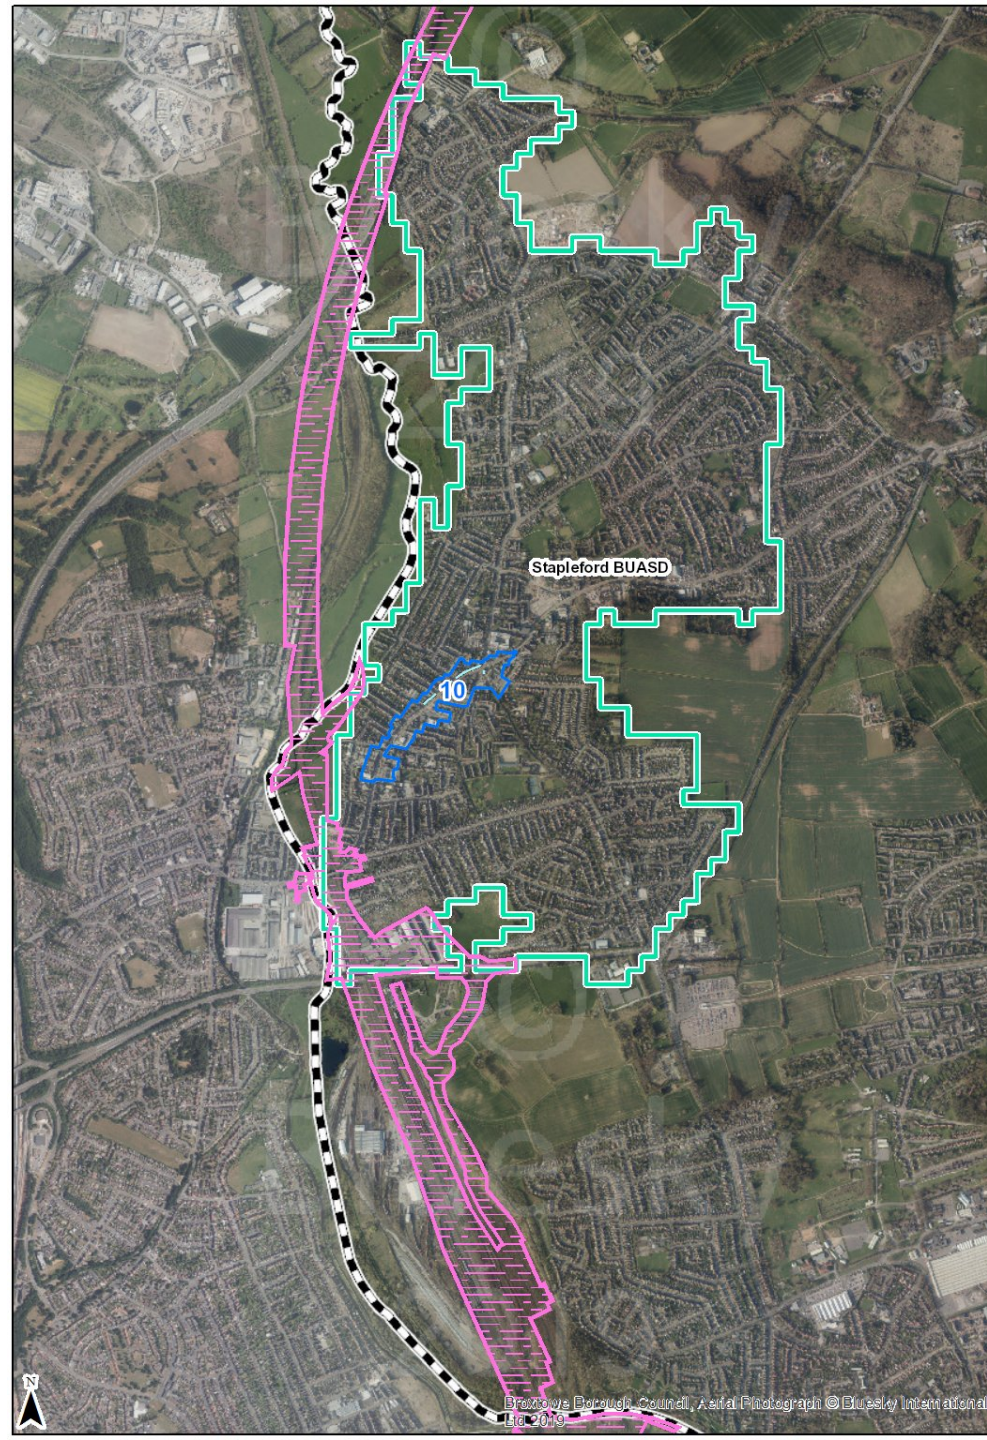 Stapleford BUASD
10
N
Broxtowe Borough Council, Aerial Photograph © Bluesky International
Ltd 2019